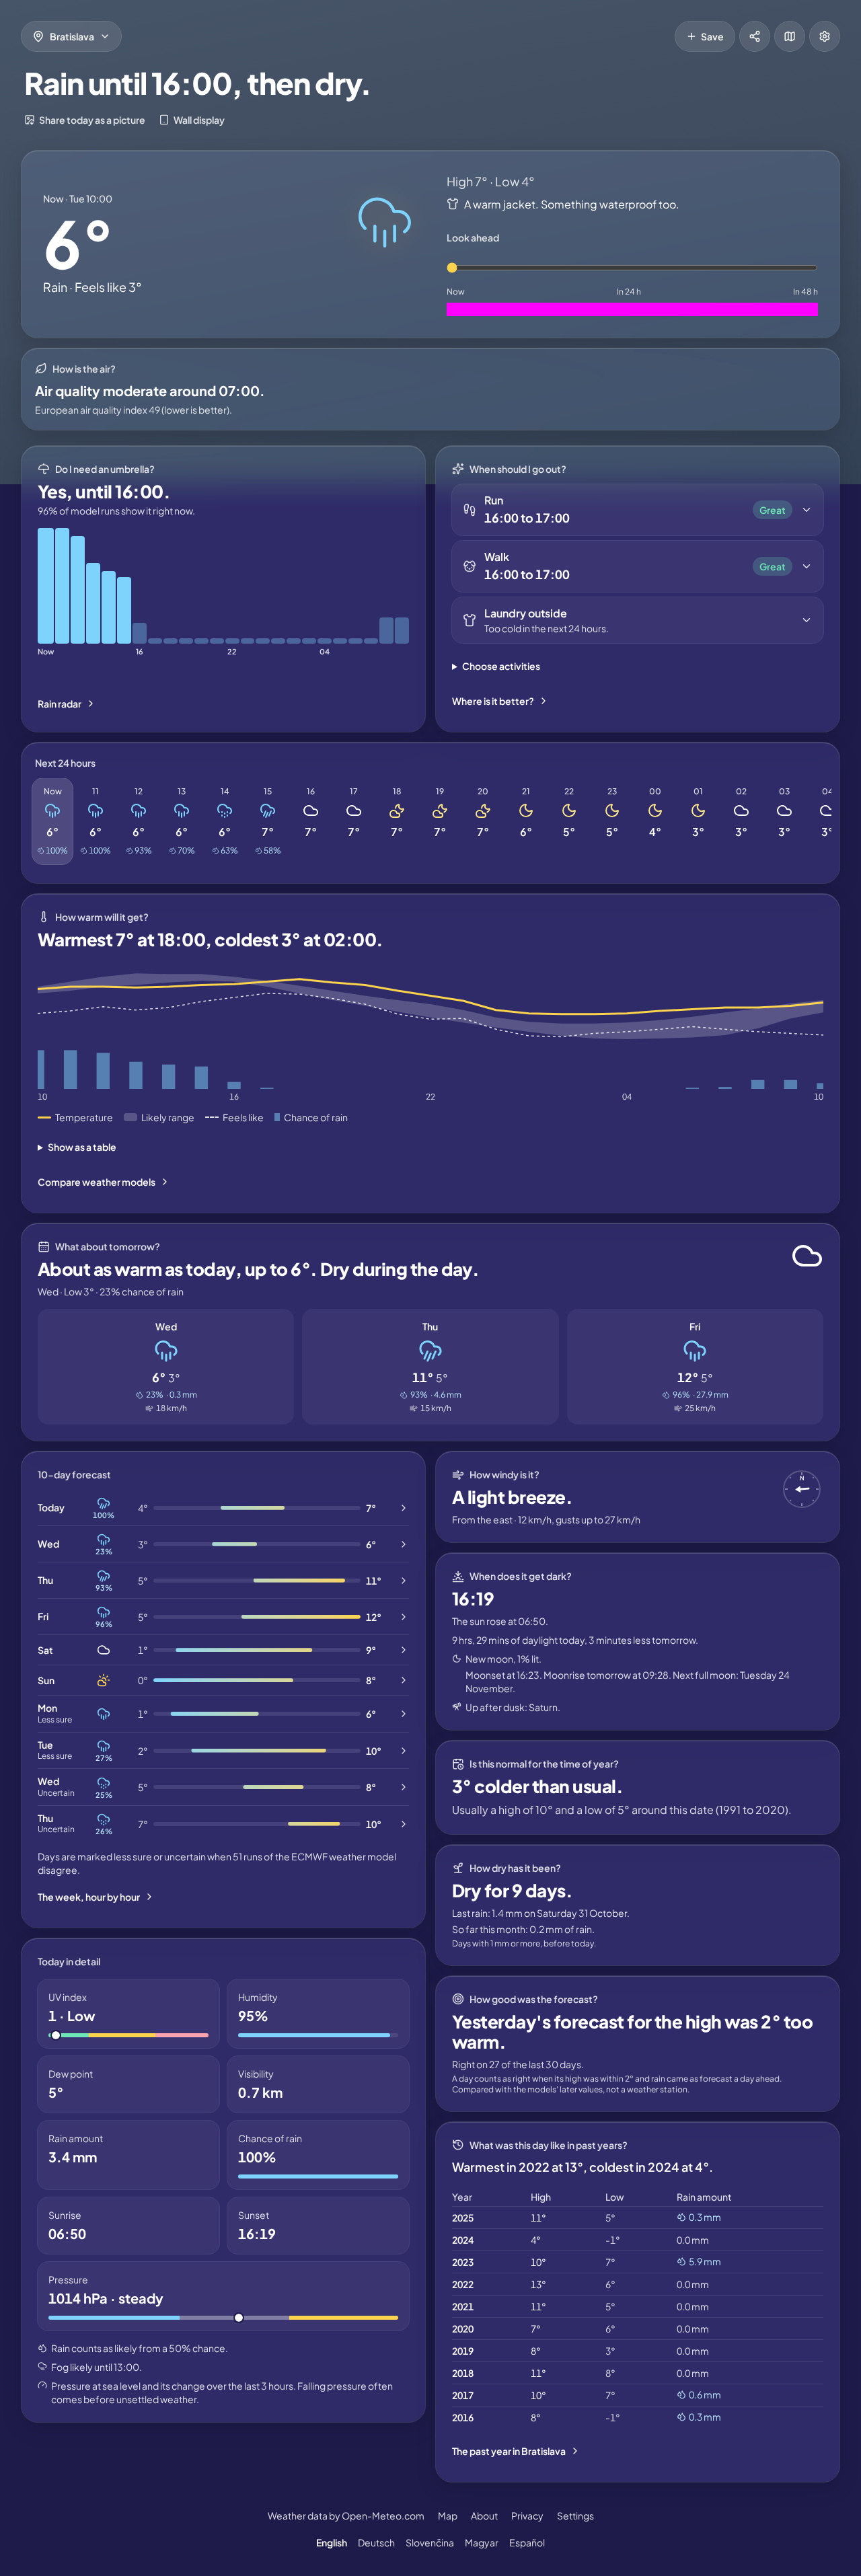 Bratislava
Save
Rain until 16:00, then dry.
Share today as a picture
Wall display
Now · Tue 10:00
6°
Rain · Feels like 3°
High 7° · Low 4°
A warm jacket. Something waterproof too.
Look ahead
Now In 24 h In 48 h
How is the air?
Air quality moderate around 07:00.
European air quality index 49 (lower is better).
Do I need an umbrella?
Yes, until 16:00.
96% of model runs show it right now.
Now 16 22 04
Rain radar
When should I go out?
Run
16:00 to 17:00
Great
Walk
16:00 to 17:00
Great
Laundry outside
Too cold in the next 24 hours.
Choose activities
Where is it better?
Next 24 hours
Now 11 12 13 14 15 16 17 18 19 20 21 22 23 00 01 02 03 04
6° 6° 6° 6° 6° 7° 7° 7° 7° 7° 7° 6° 5° 5° 4° 3° 3° 3° 3°
100% 100% 93% 70% 63% 58%
How warm will it get?
Warmest 7° at 18:00, coldest 3° at 02:00.
10 16 22 04 10
Temperature Likely range Feels like Chance of rain
Show as a table
Compare weather models
What about tomorrow?
About as warm as today, up to 6°. Dry during the day.
Wed · Low 3° · 23% chance of rain
Wed
6° 3°
23% · 0.3 mm
18 km/h
Thu
11° 5°
93% · 4.6 mm
15 km/h
Fri
12° 5°
96% · 27.9 mm
25 km/h
10-day forecast
Today 100% 4° 7°
Wed 23% 3° 6°
Thu 93% 5° 11°
Fri 96% 5° 12°
Sat 1° 9°
Sun 0° 8°
Mon
Less sure
1° 6°
Tue
Less sure
27% 2° 10°
Wed
Uncertain
25% 5° 8°
Thu
Uncertain
26% 7° 10°
Days are marked less sure or uncertain when 51 runs of the ECMWF weather model
disagree.
The week, hour by hour
How windy is it?
A light breeze.
From the east · 12 km/h, gusts up to 27 km/h
N
When does it get dark?
16:19
The sun rose at 06:50.
9 hrs, 29 mins of daylight today, 3 minutes less tomorrow.
New moon, 1% lit.
Moonset at 16:23. Moonrise tomorrow at 09:28. Next full moon: Tuesday 24
November.
Up after dusk: Saturn.
Is this normal for the time of year?
3° colder than usual.
Usually a high of 10° and a low of 5° around this date (1991 to 2020).
How dry has it been?
Dry for 9 days.
Last rain: 1.4 mm on Saturday 31 October.
So far this month: 0.2 mm of rain.
Days with 1 mm or more, before today.
How good was the forecast?
Yesterday's forecast for the high was 2° too
warm.
Right on 27 of the last 30 days.
A day counts as right when its high was within 2° and rain came as forecast a day ahead.
Compared with the models' later values, not a weather station.
What was this day like in past years?
Warmest in 2022 at 13°, coldest in 2024 at 4°.
Year High Low Rain amount
2025 11° 5° 0.3 mm
2024 4° -1° 0.0 mm
2023 10° 7° 5.9 mm
2022 13° 6° 0.0 mm
2021 11° 5° 0.0 mm
2020 7° 6° 0.0 mm
2019 8° 3° 0.0 mm
2018 11° 8° 0.0 mm
2017 10° 7° 0.6 mm
2016 8° -1° 0.3 mm
The past year in Bratislava
Today in detail
UV index
1 · Low
Humidity
95%
Dew point
5°
Visibility
0.7 km
Rain amount
3.4 mm
Chance of rain
100%
Sunrise
06:50
Sunset
16:19
Pressure
1014 hPa · steady
Rain counts as likely from a 50% chance.
Fog likely until 13:00.
Pressure at sea level and its change over the last 3 hours. Falling pressure often
comes before unsettled weather.
Weather data by Open-Meteo.com Map About Privacy Settings
English Deutsch Slovenčina Magyar Español